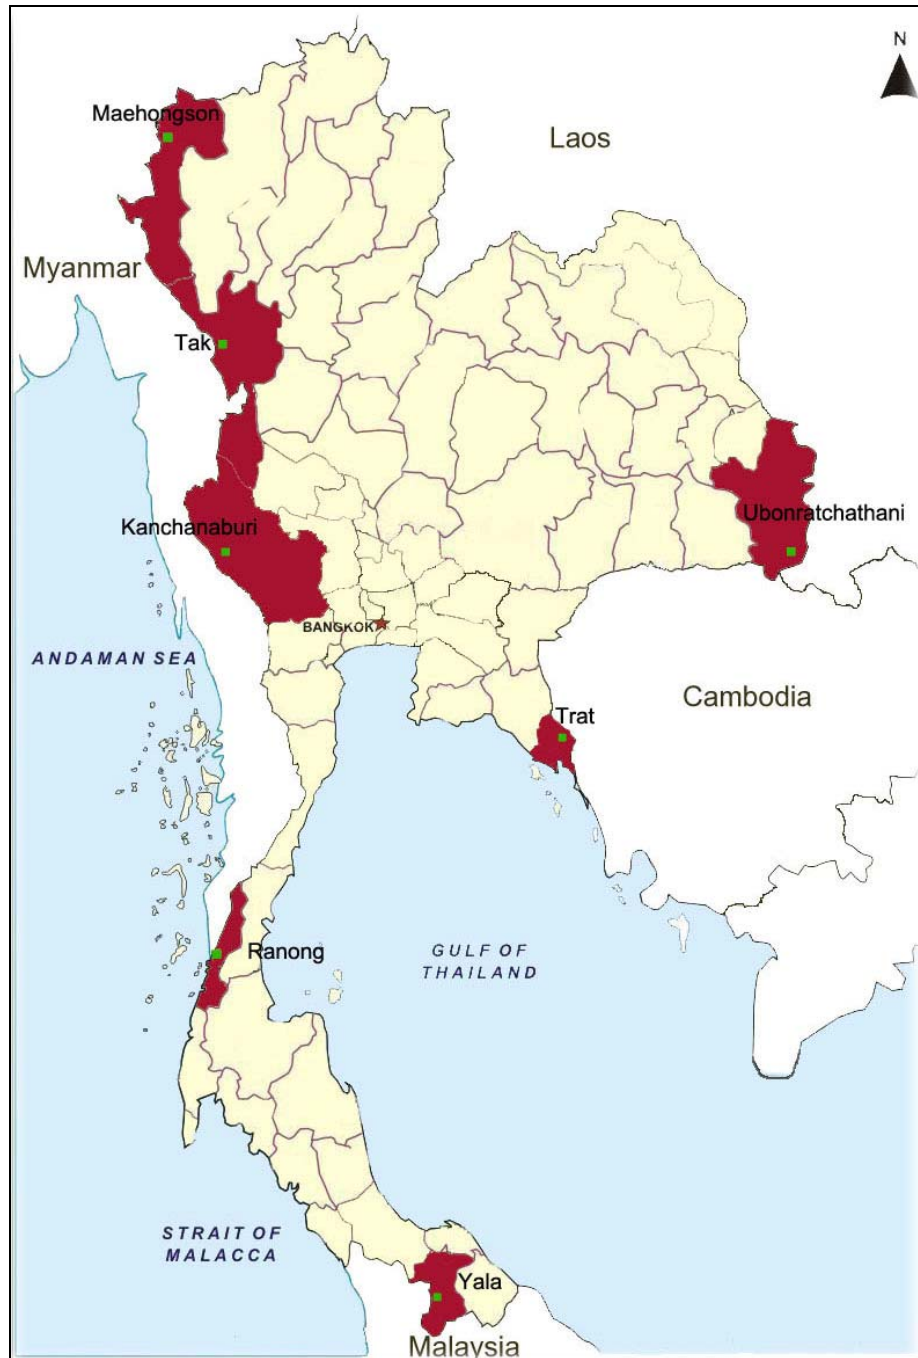 N
Maehongson
Laos
Myanmar
Tak
Kanchanaburi
Ubonratchathani
BANGKOK
ANDAMAN SEA
Cambodia
Trat
Ranong
GULF OF
THAILAND
STRAIT OF
MALACCA
Yala
Malaysia